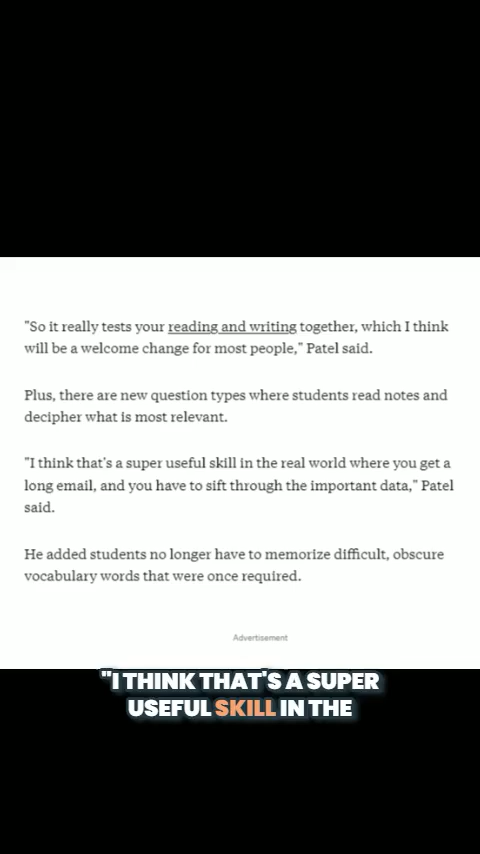 "So it really tests your reading and writing together, which I think
will be a welcome change for most people," Patel said.
Plus, there are new question types where students read notes and
decipher what is most relevant.
"I think that's a super useful skill in the real world where you get a
long email, and you have to sift through the important data," Patel
said.
He added students no longer have to memorize difficult, obscure
vocabulary words that were once required.
Advertisement
"I THINK THAT'S A SUPER
USEFUL SKILL IN THE